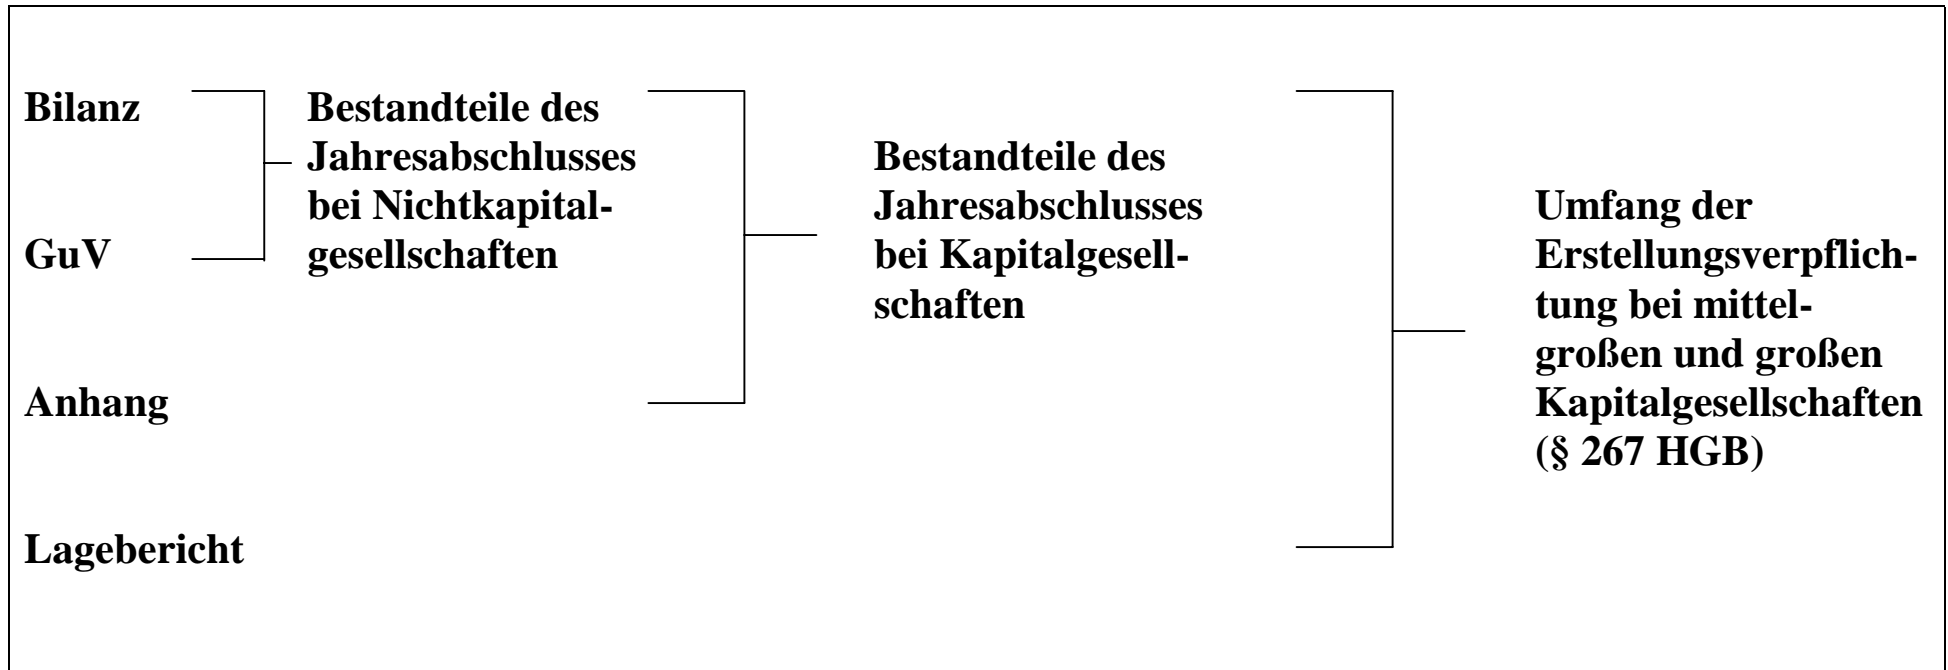 Bilanz
GuV
Anhang
Lagebericht
Bestandteile des
Jahresabschlusses
bei Nichtkapital-
gesellschaften
Bestandteile des
Jahresabschlusses
bei Kapitalgesell-
schaften
Umfang der
Erstellungsverpflich-
tung bei mittel-
großen und großen
Kapitalgesellschaften
(§ 267 HGB)